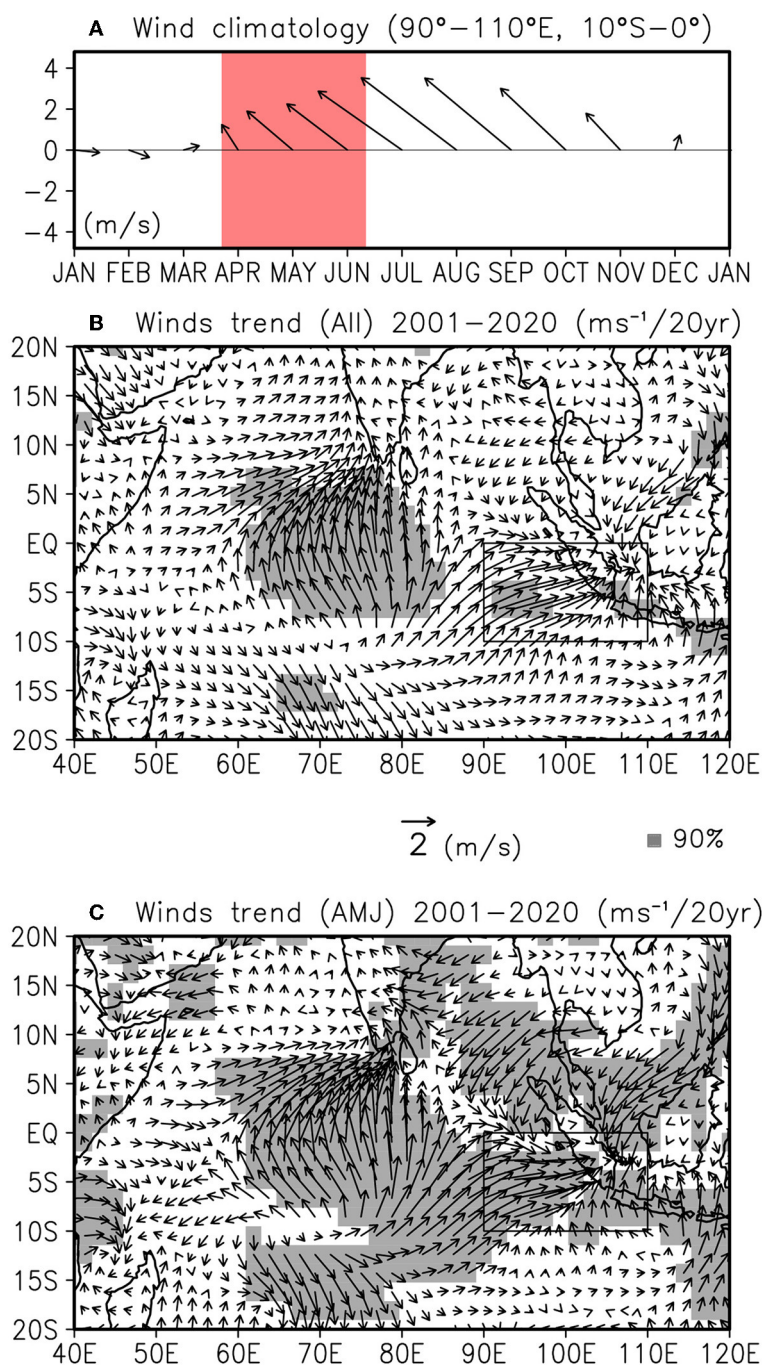 A Wind climatology (90°−110°E, 10°S−0°)
4
2
0
−2
−4
(m/s)
JAN FEB MAR APR MAY JUN JUL AUG SEP OCT NOV DEC JAN
B Winds trend (All) 2001−2020 (ms⁻¹/20yr)
20N
15N
10N
5N
EQ
5S
10S
15S
20S
40E 50E 60E 70E 80E 90E 100E 110E 120E
2 (m/s) 90%
C Winds trend (AMJ) 2001−2020 (ms⁻¹/20yr)
20N
15N
10N
5N
EQ
5S
10S
15S
20S
40E 50E 60E 70E 80E 90E 100E 110E 120E